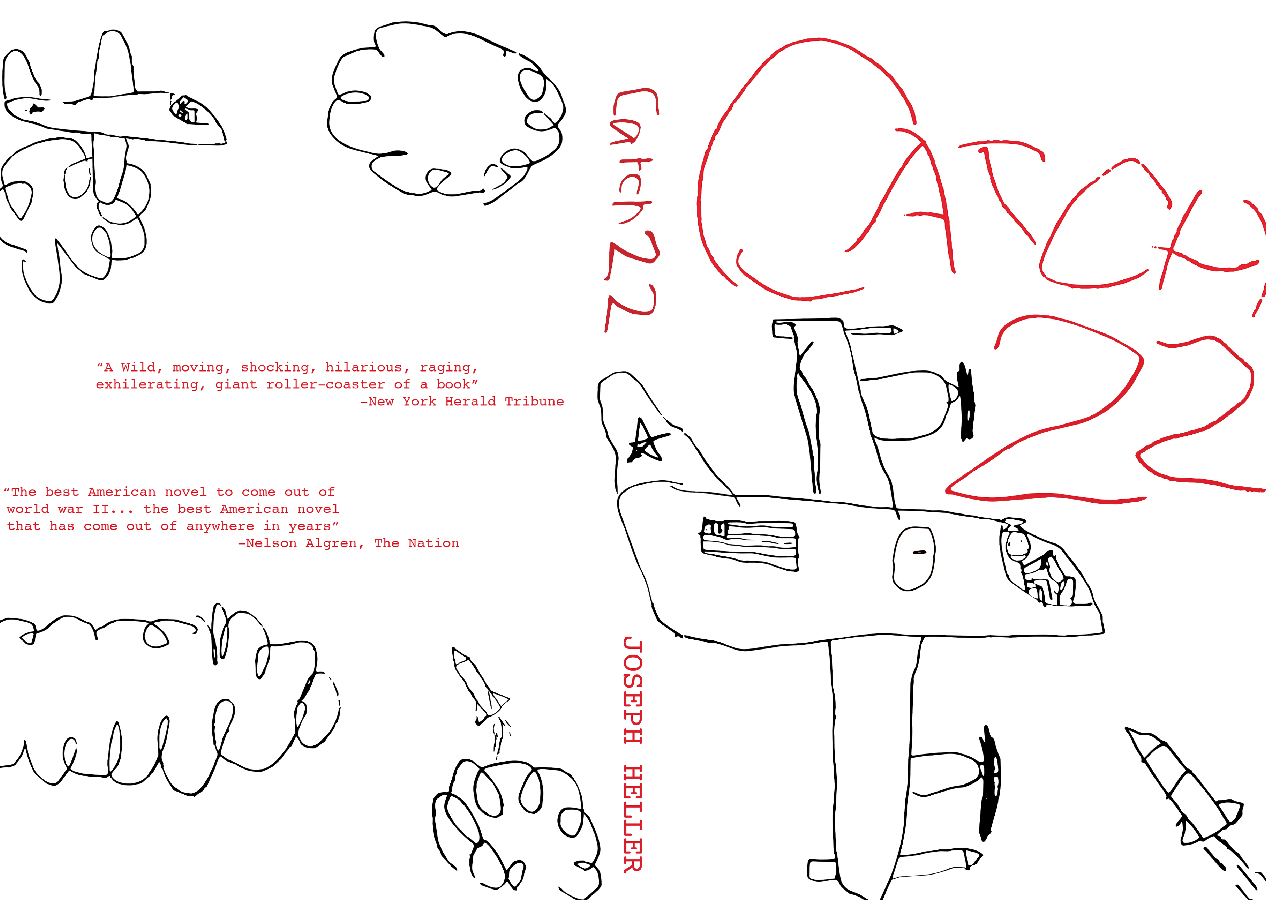 “A Wild, moving, shocking, hilarious, raging,
exhilerating, giant roller-coaster of a book”
-New York Herald Tribune
“The best American novel to come out of
world war II... the best American novel
that has come out of anywhere in years”
-Nelson Algren, The Nation
Catch22
JOSEPH HELLER
CATCH
22